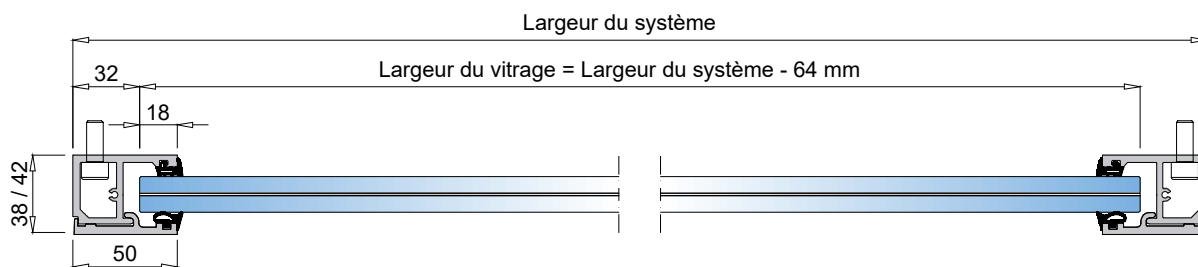 Largeur du système
32
Largeur du vitrage = Largeur du système - 64 mm
18
38 / 42
50